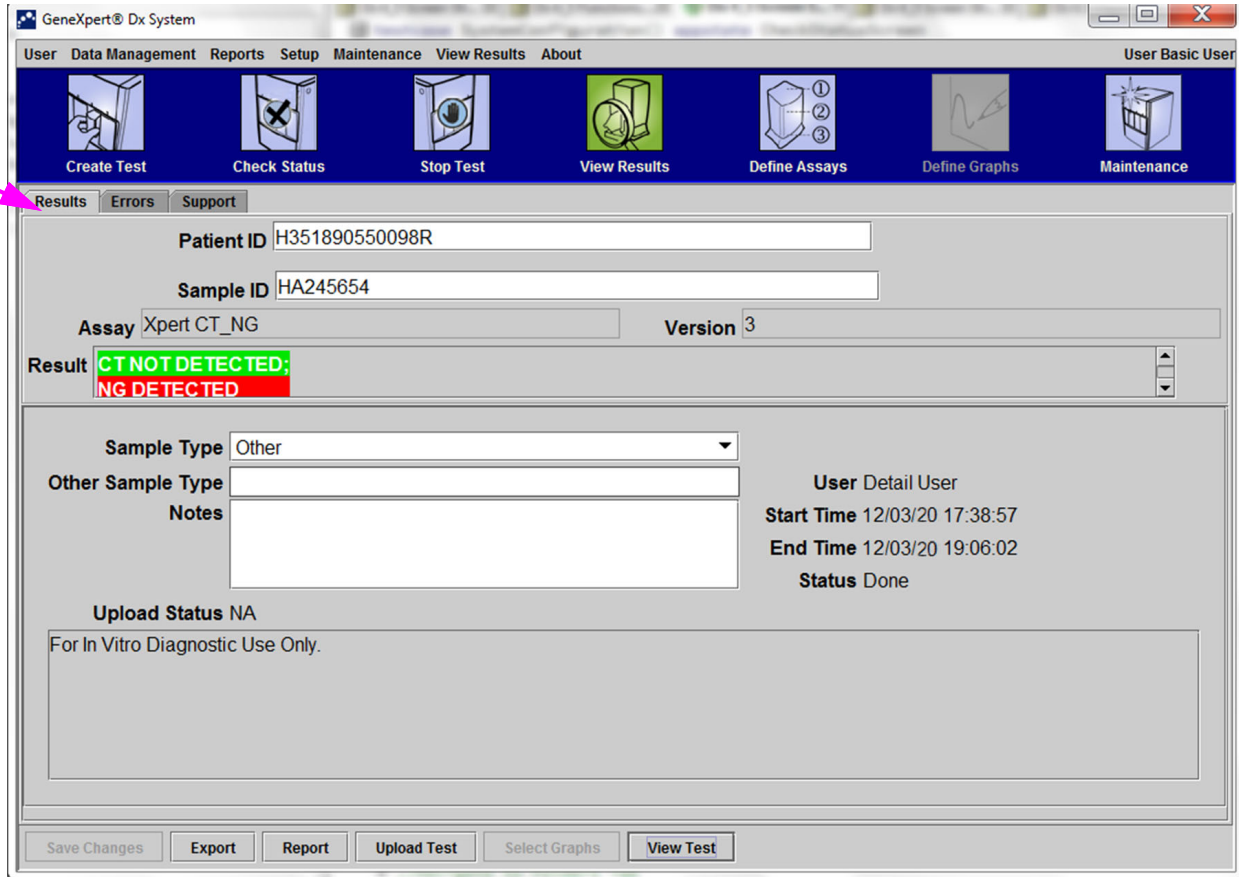 GeneXpert® Dx System
User Data Management Reports Setup Maintenance View Results About User Basic User
① ② ③
Create Test Check Status Stop Test View Results Define Assays Define Graphs Maintenance
Results Errors Support
Patient ID H351890550098R
Sample ID HA245654
Assay Xpert CT_NG Version 3
Result CT NOT DETECTED;
NG DETECTED
Sample Type Other
Other Sample Type User Detail User
Notes Start Time 12/03/20 17:38:57
End Time 12/03/20 19:06:02
Status Done
Upload Status NA
For In Vitro Diagnostic Use Only.
Save Changes Export Report Upload Test Select Graphs View Test